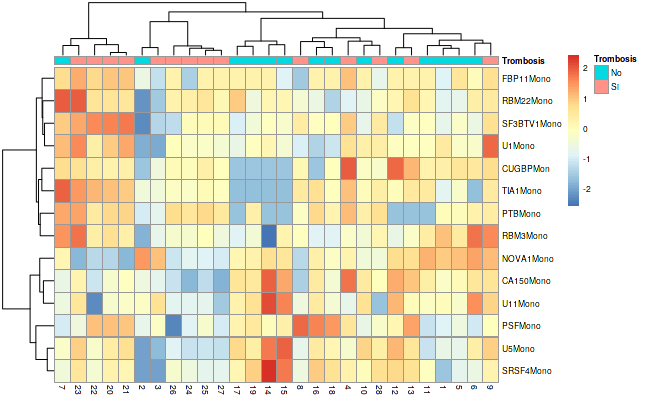 Trombosis
FBP11Mono
RBM22Mono
SF3BTV1Mono
U1Mono
CUGBPMon
TIA1Mono
PTBMono
RBM3Mono
NOVA1Mono
CA150Mono
U11Mono
PSFMono
U5Mono
SRSF4Mono
7 23 22 20 21 2 3 26 24 25 27 17 19 14 15 8 16 18 4 10 28 12 13 11 1 5 6 9
2
1
0
-1
-2
Trombosis
No
SI